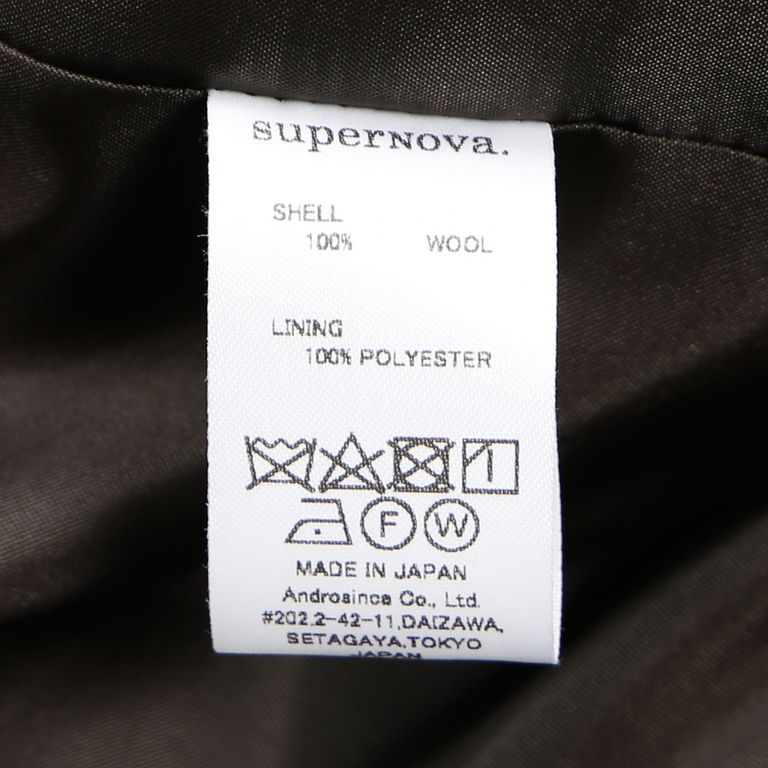 superNova.
SHELL
100% WOOL
LINING
100% POLYESTER
F W
MADE IN JAPAN
Androsince Co., Ltd.
#202,2-42-11,DAIZAWA,
SETAGAYA,TOKYO
JAPAN